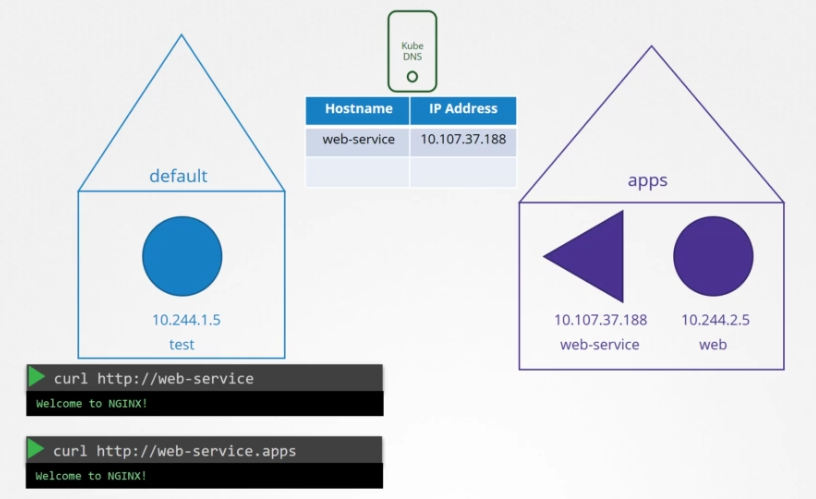 Kube
DNS
Hostname IP Address
web-service 10.107.37.188
default
10.244.1.5
test
apps
10.107.37.188 10.244.2.5
web-service web
curl http://web-service
Welcome to NGINX!
curl http://web-service.apps
Welcome to NGINX!